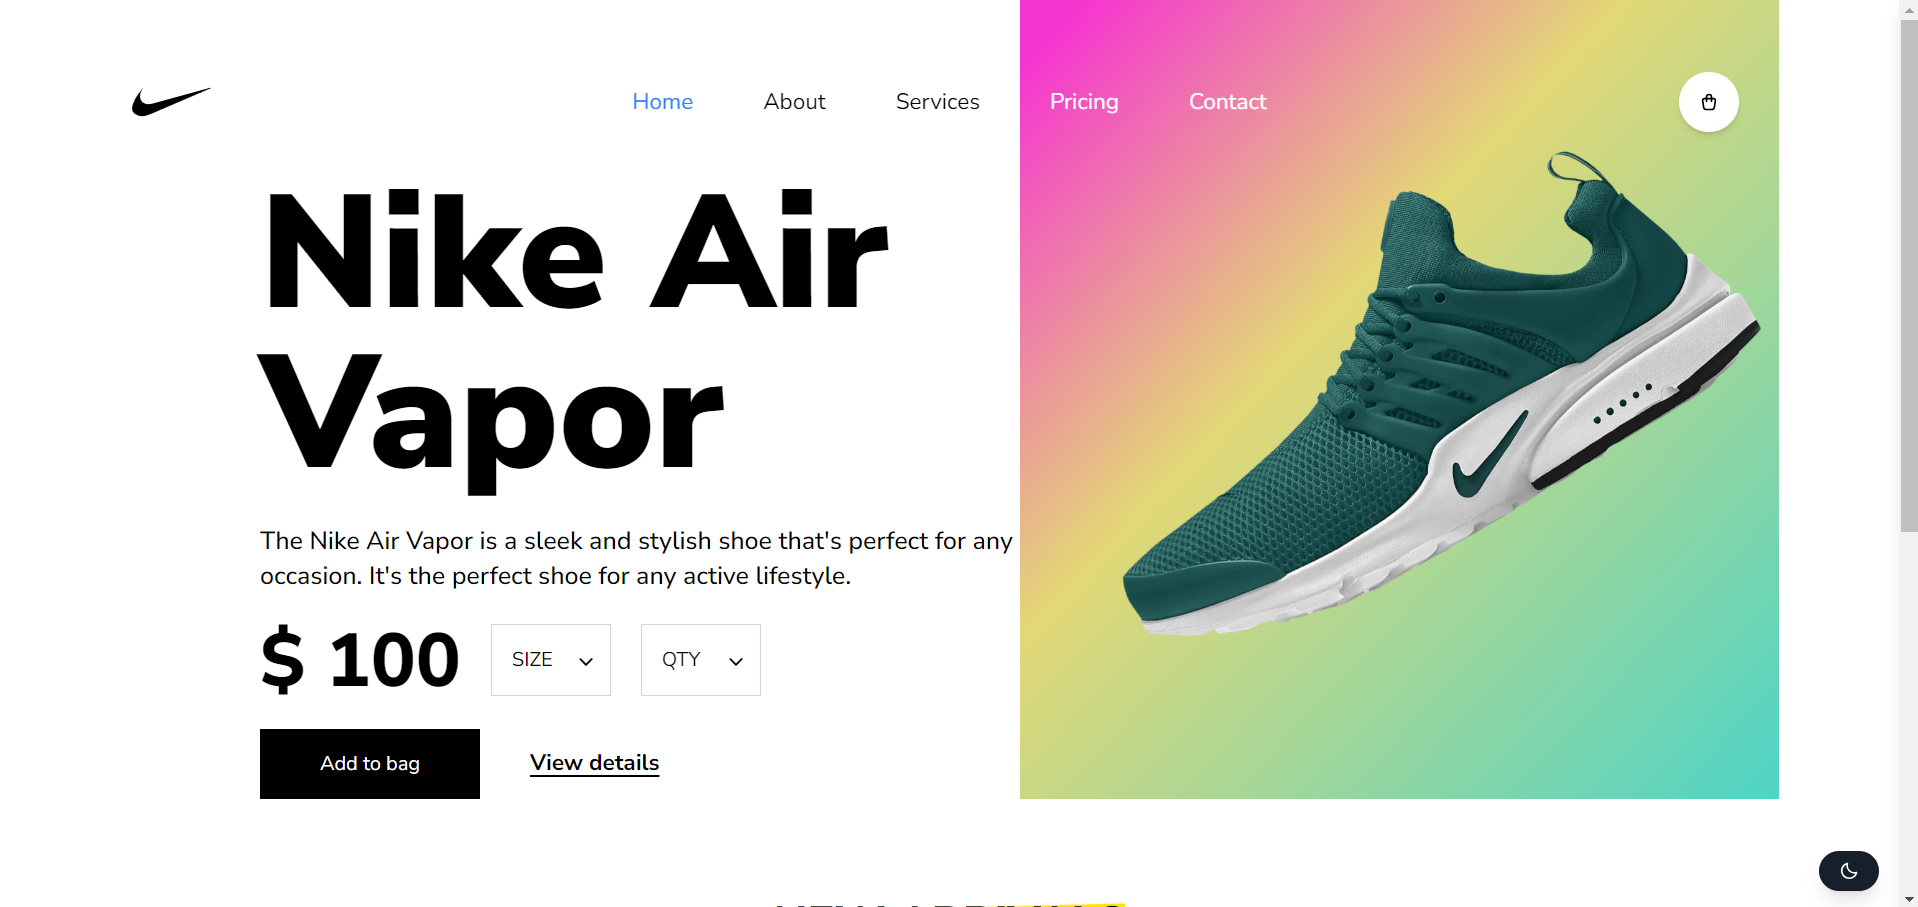 Home About Services Pricing Contact
Nike Air
Vapor
The Nike Air Vapor is a sleek and stylish shoe that's perfect for any
occasion. It's the perfect shoe for any active lifestyle.
$ 100 SIZE QTY
Add to bag View details